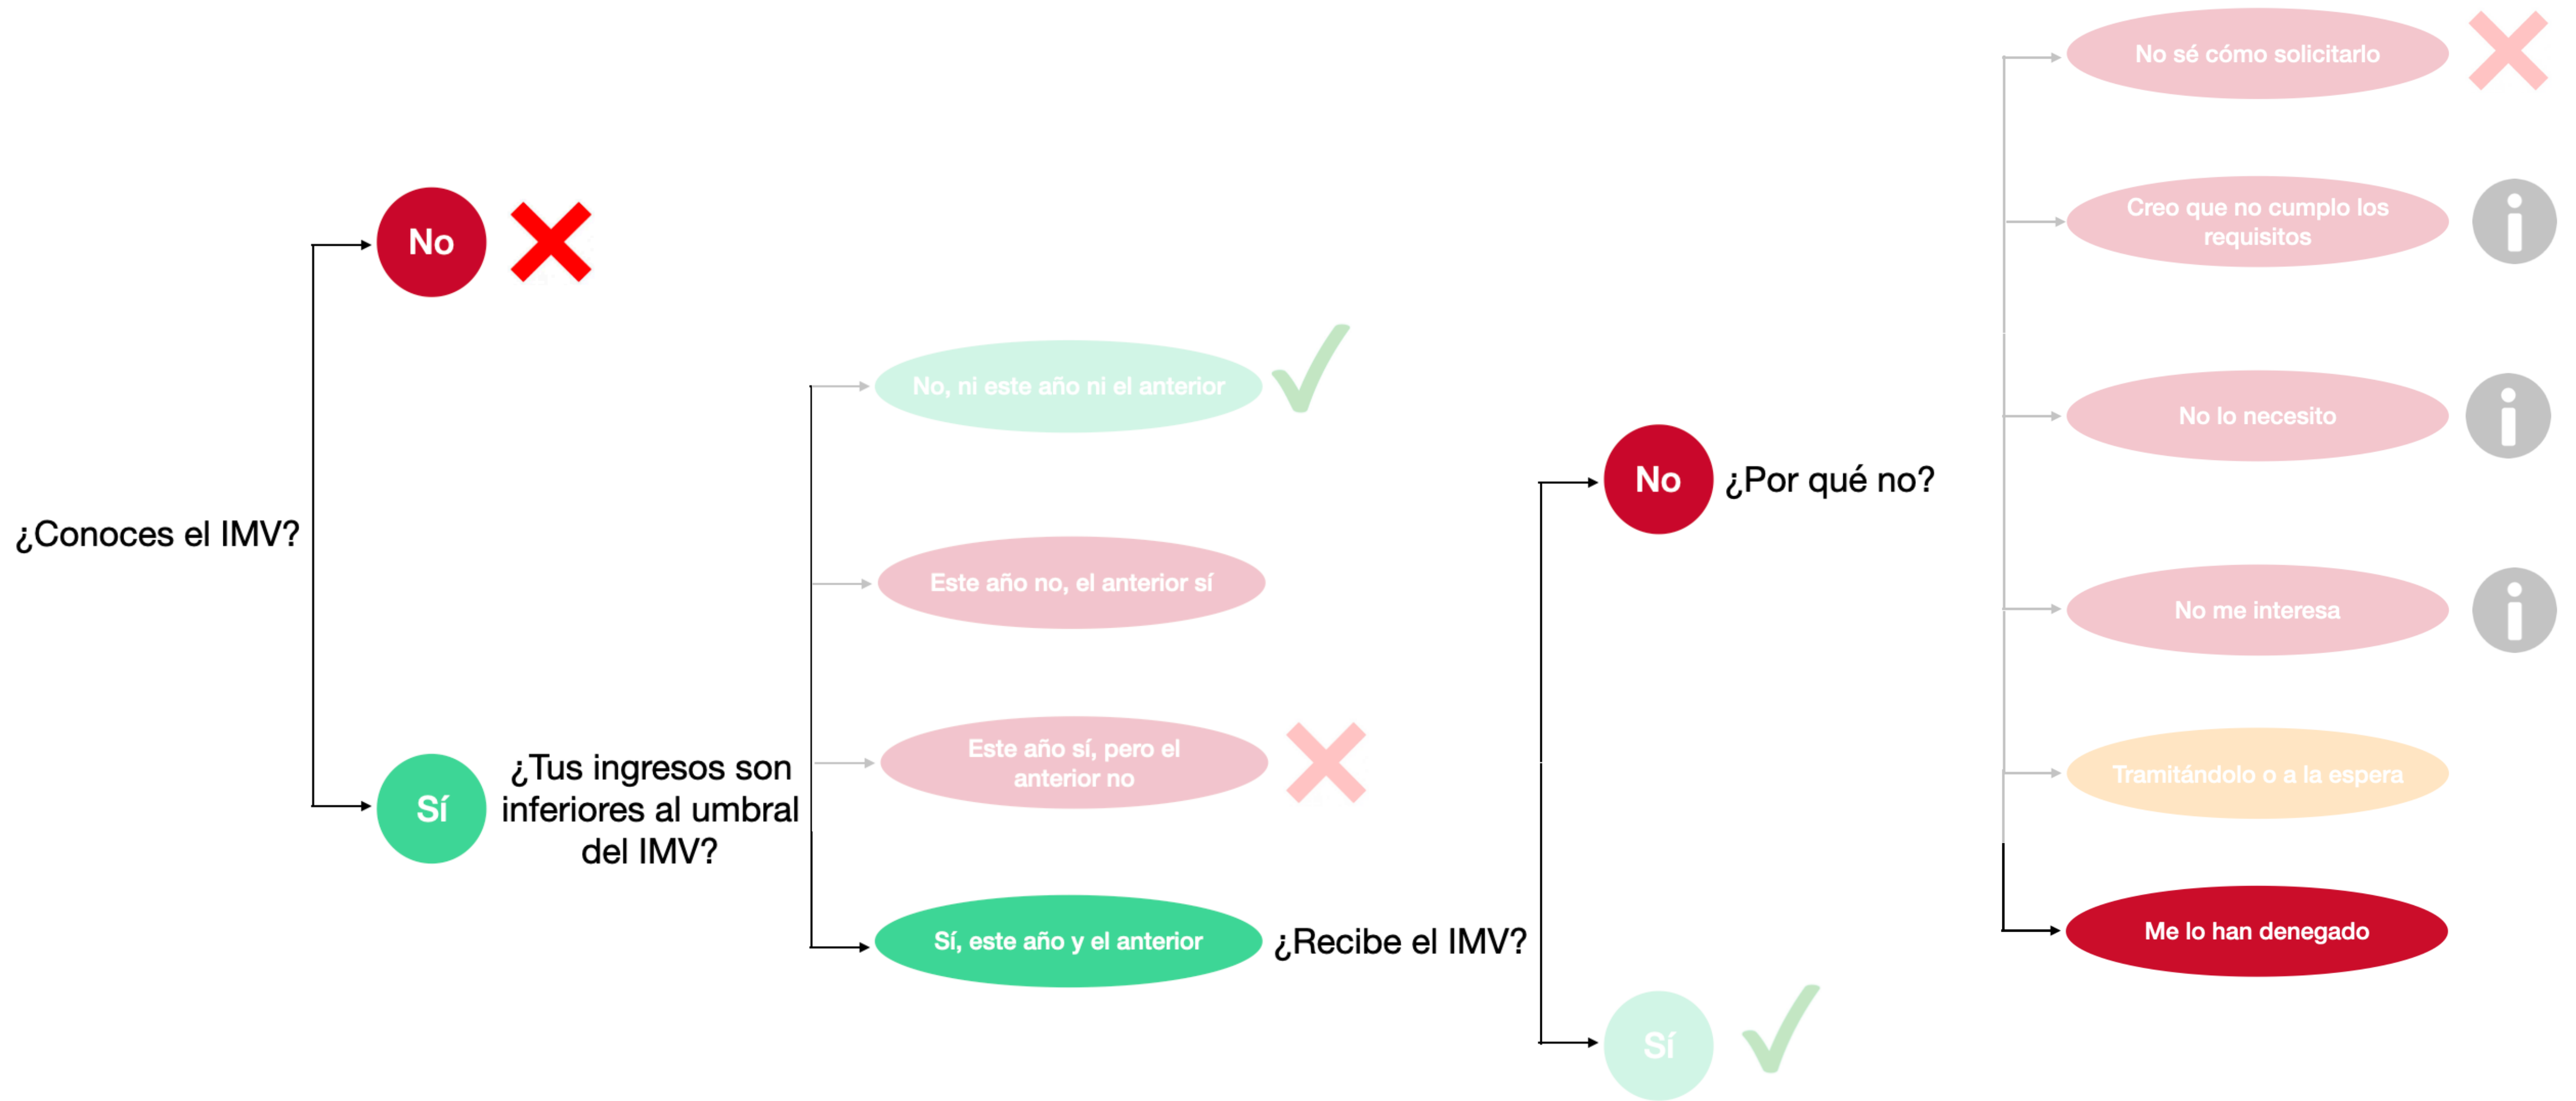 ¿Conoces el IMV?
No
Sí
¿Tus ingresos son
inferiores al umbral
del IMV?
No, ni este año ni el anterior
Este año no, el anterior sí
Este año sí, pero el
anterior no
Sí, este año y el anterior
¿Recibe el IMV?
No
¿Por qué no?
Sí
No sé cómo solicitarlo
Creo que no cumplo los
requisitos
No lo necesito
No me interesa
Tramitándolo o a la espera
Me lo han denegado